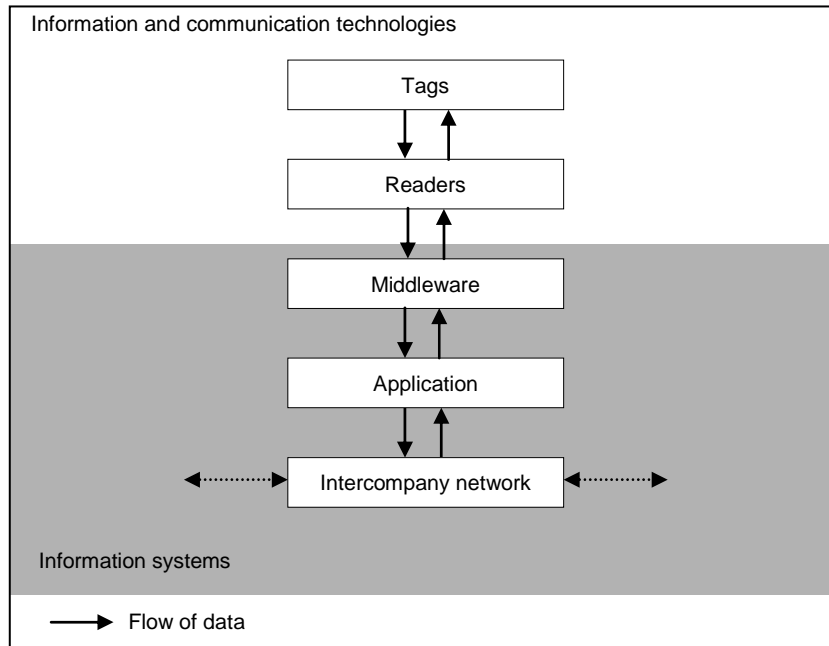 Information and communication technologies
Tags
Readers
Middleware
Application
Intercompany network
Information systems
Flow of data